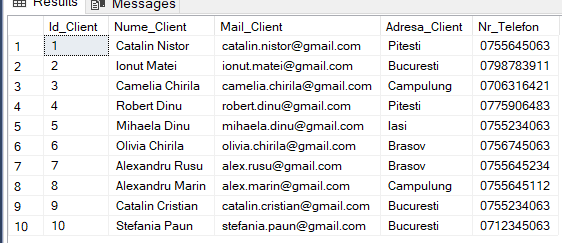 Results Messages
Id_Client Nume_Client Mail_Client Adresa_Client Nr_Telefon
1 1 Catalin Nistor catalin.nistor@gmail.com Pitesti 0755645063
2 2 Ionut Matei ionut.matei@gmail.com Bucuresti 0798783911
3 3 Camelia Chirila camelia.chirila@gmail.com Campulung 0706316421
4 4 Robert Dinu robert.dinu@gmail.com Pitesti 0775906483
5 5 Mihaela Dinu mihaela.dinu@gmail.com Iasi 0755234063
6 6 Olivia Chirila olivia.chirila@gmail.com Brasov 0756745063
7 7 Alexandru Rusu alex.rusu@gmail.com Brasov 0755645234
8 8 Alexandru Marin alex.marin@gmail.com Campulung 0755645112
9 9 Catalin Cristian catalin.cristian@gmail.com Bucuresti 0755234063
10 10 Stefania Paun stefania.paun@gmail.com Bucuresti 0712345063